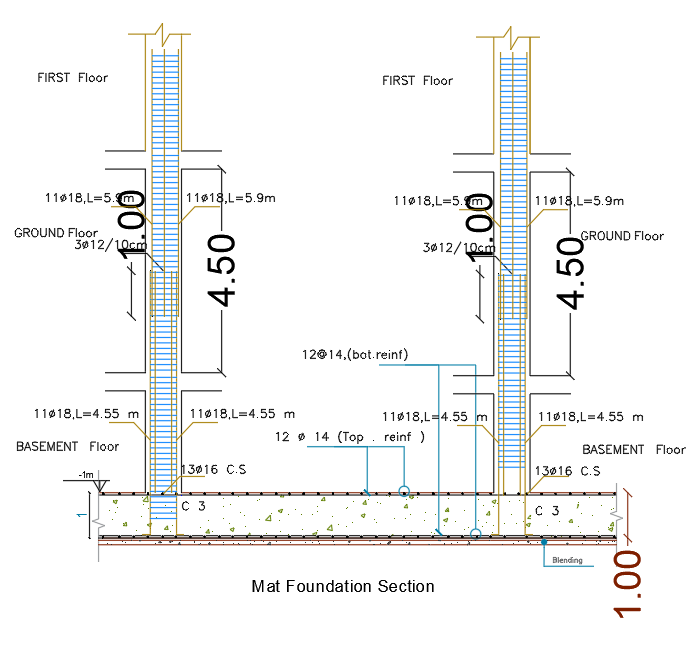 FIRST Floor
FIRST Floor
11ø18,L=5.9m
1.00
11ø18,L=5.9m
11ø18,L=5.9m
1.00
11ø18,L=5.9m
GROUND Floor
3ø12/10cm
4.50
3ø12/10cm
4.50
GROUND Floor
12@14,(bot.reinf)
11ø18,L=4.55 m
11ø18,L=4.55 m
11ø18,L=4.55 m
11ø18,L=4.55 m
12 ø 14 (Top . reinf )
BASEMENT Floor
BASEMENT Floor
13ø16 C.S
13ø16 C.S
-1m
C 3
C 3
1
Blending
1.00
Mat Foundation Section